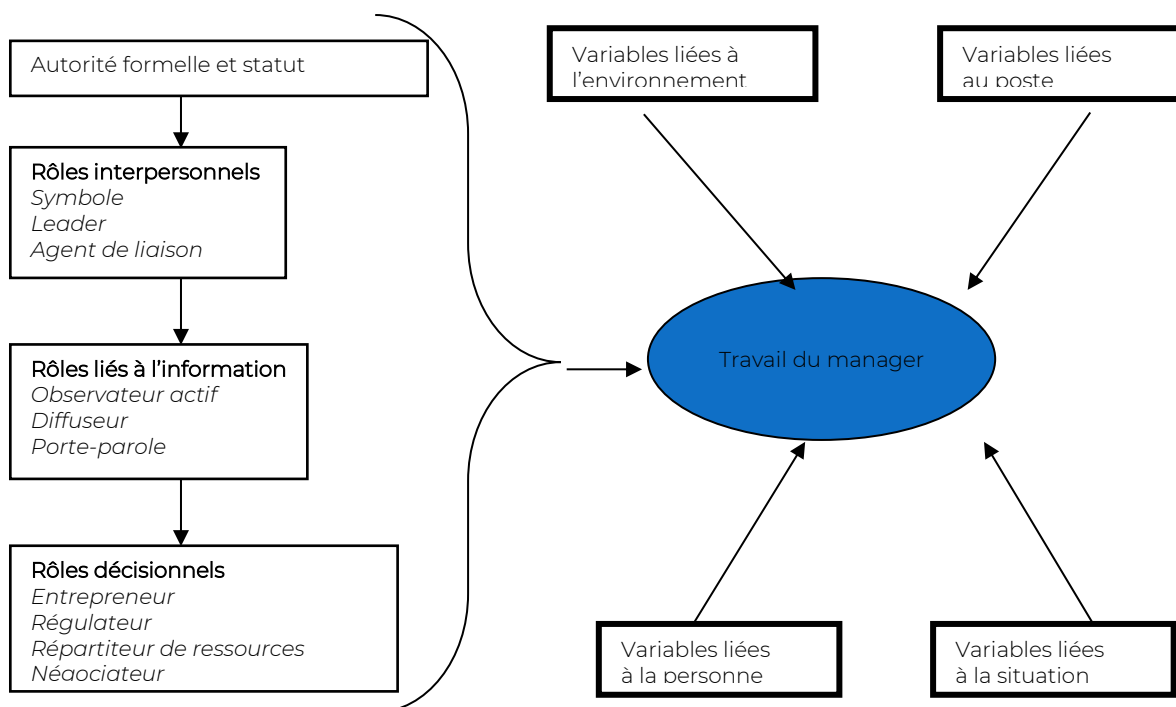 Autorité formelle et statut
Rôles interpersonnels
Symbole
Leader
Agent de liaison
Rôles liés à l'information
Observateur actif
Diffuseur
Porte-parole
Rôles décisionnels
Entrepreneur
Régulateur
Répartiteur de ressources
Négociateur
Variables liées à
l'environnement
Variables liées
au poste
Travail du manager
Variables liées
à la personne
Variables liées
à la situation